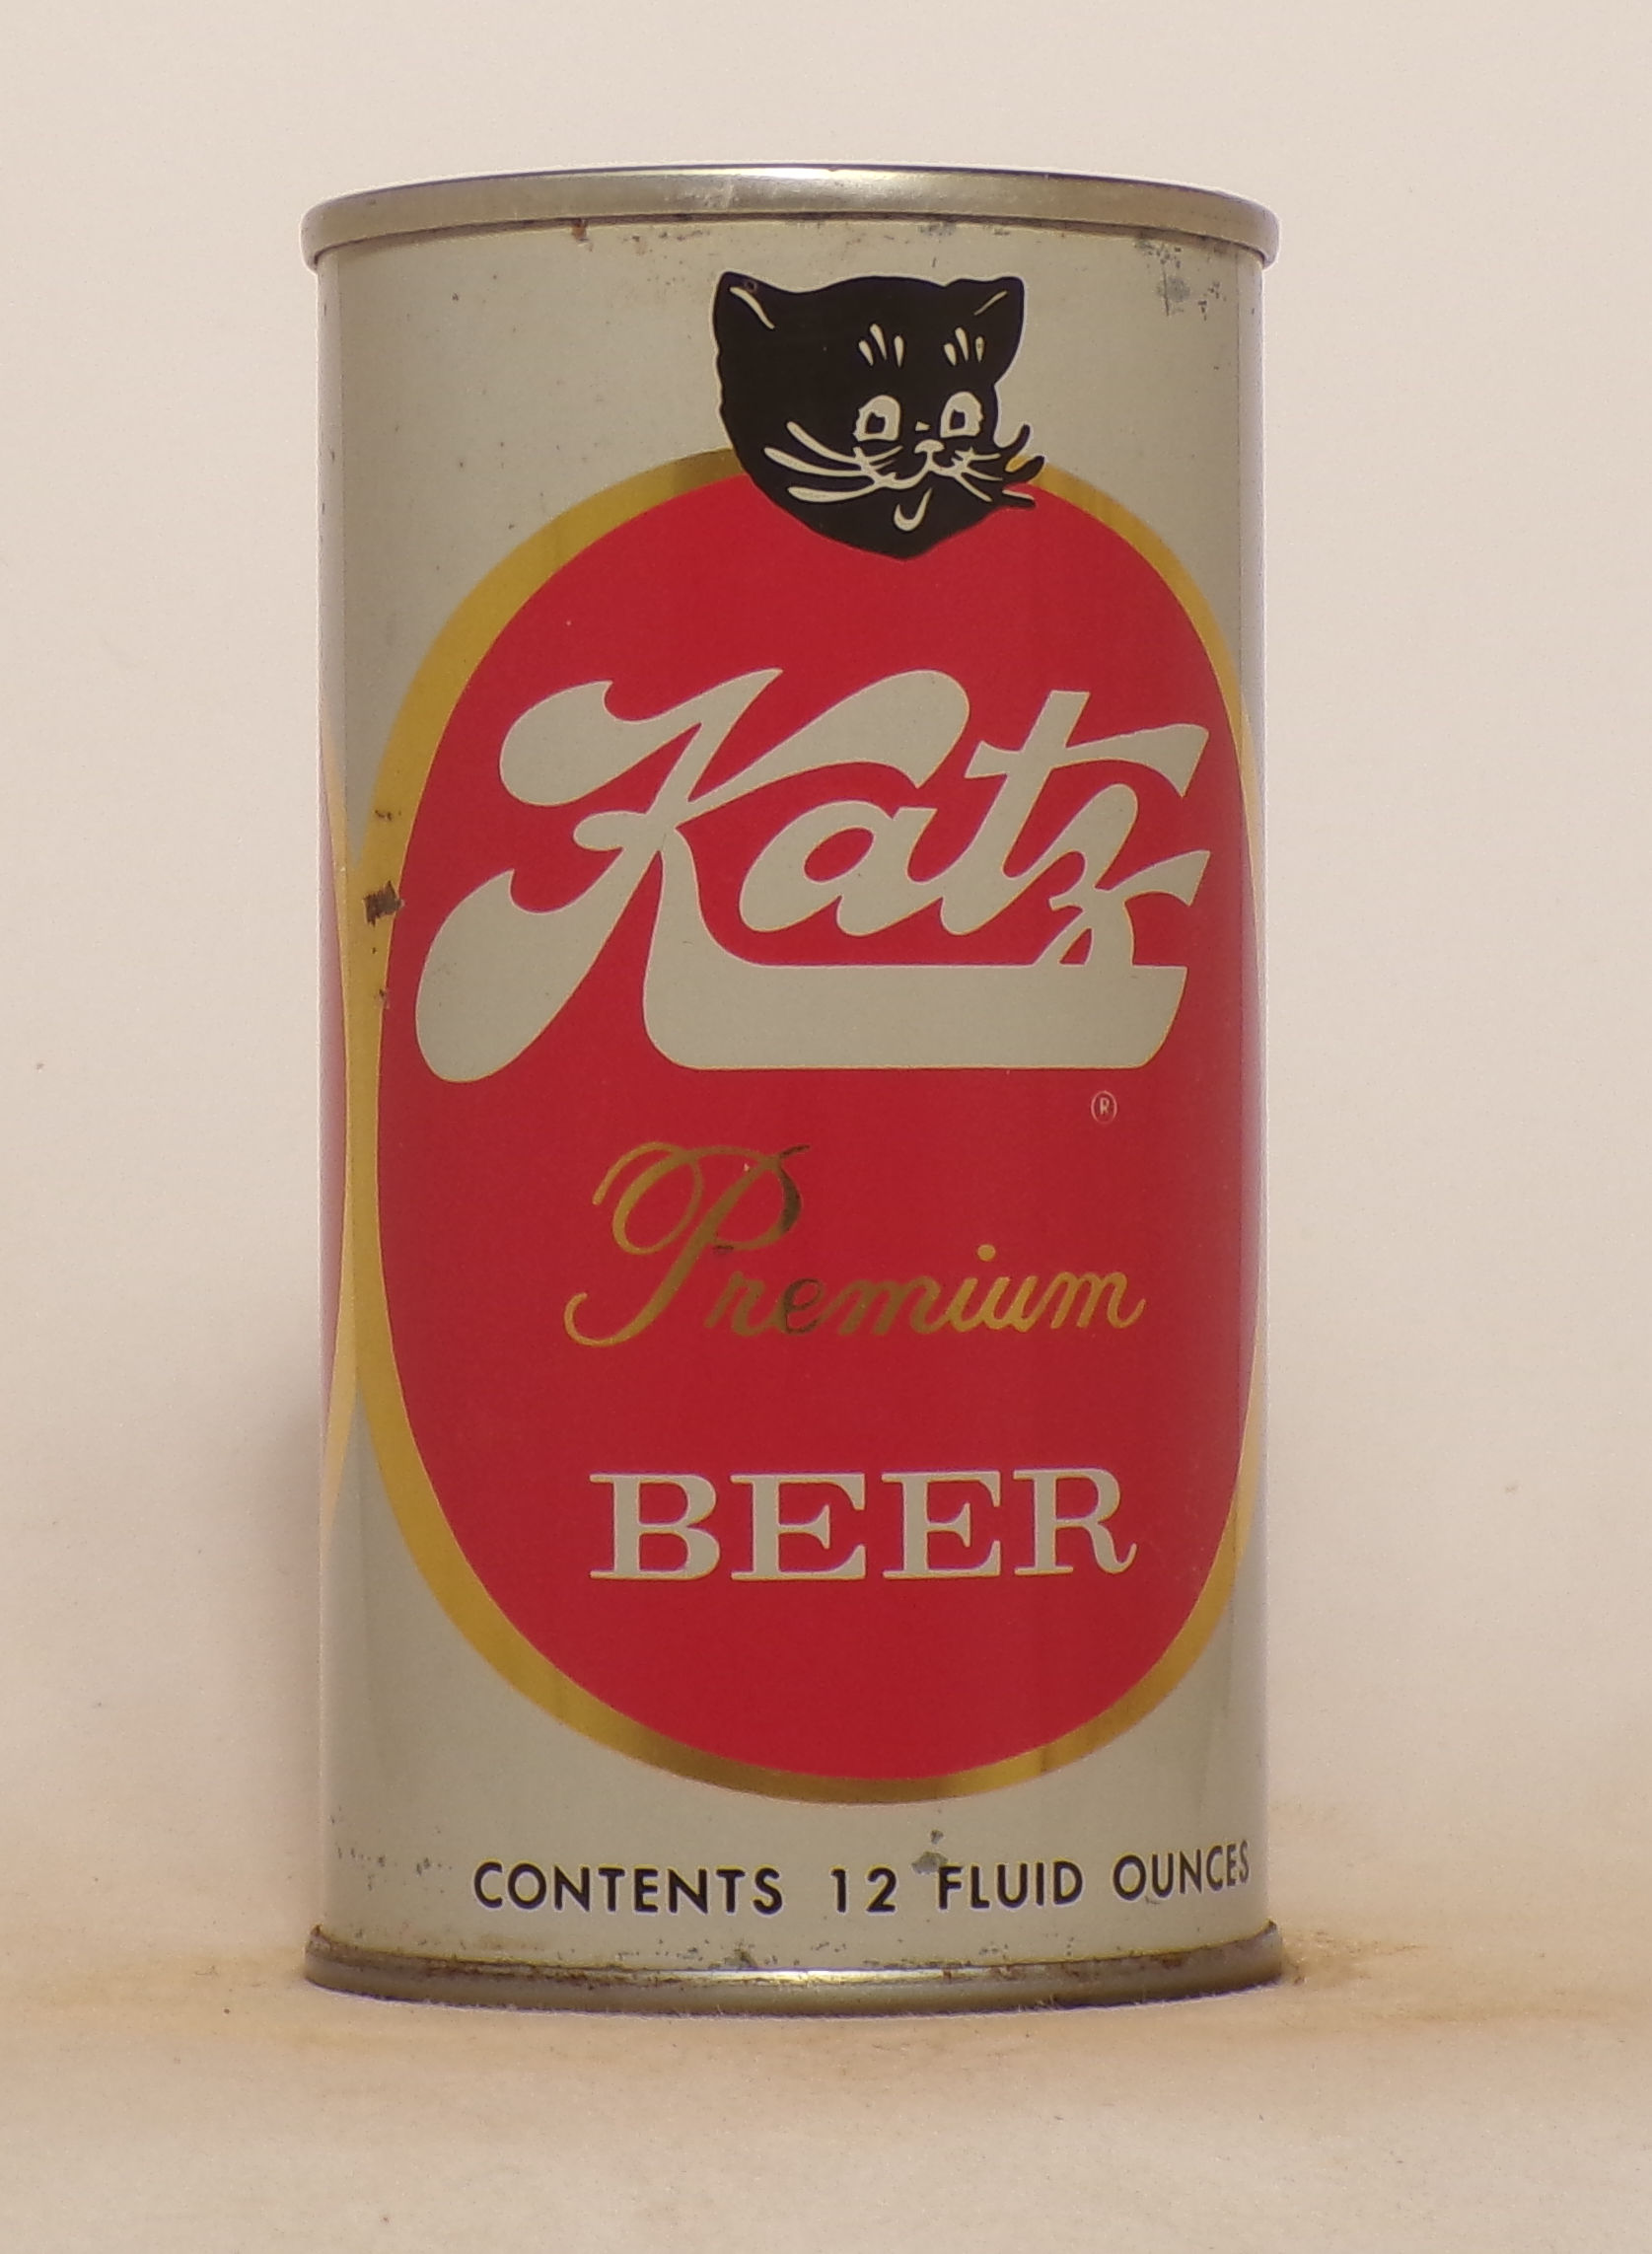 Katz
®
Premium
BEER
CONTENTS 12 FLUID OUNCES